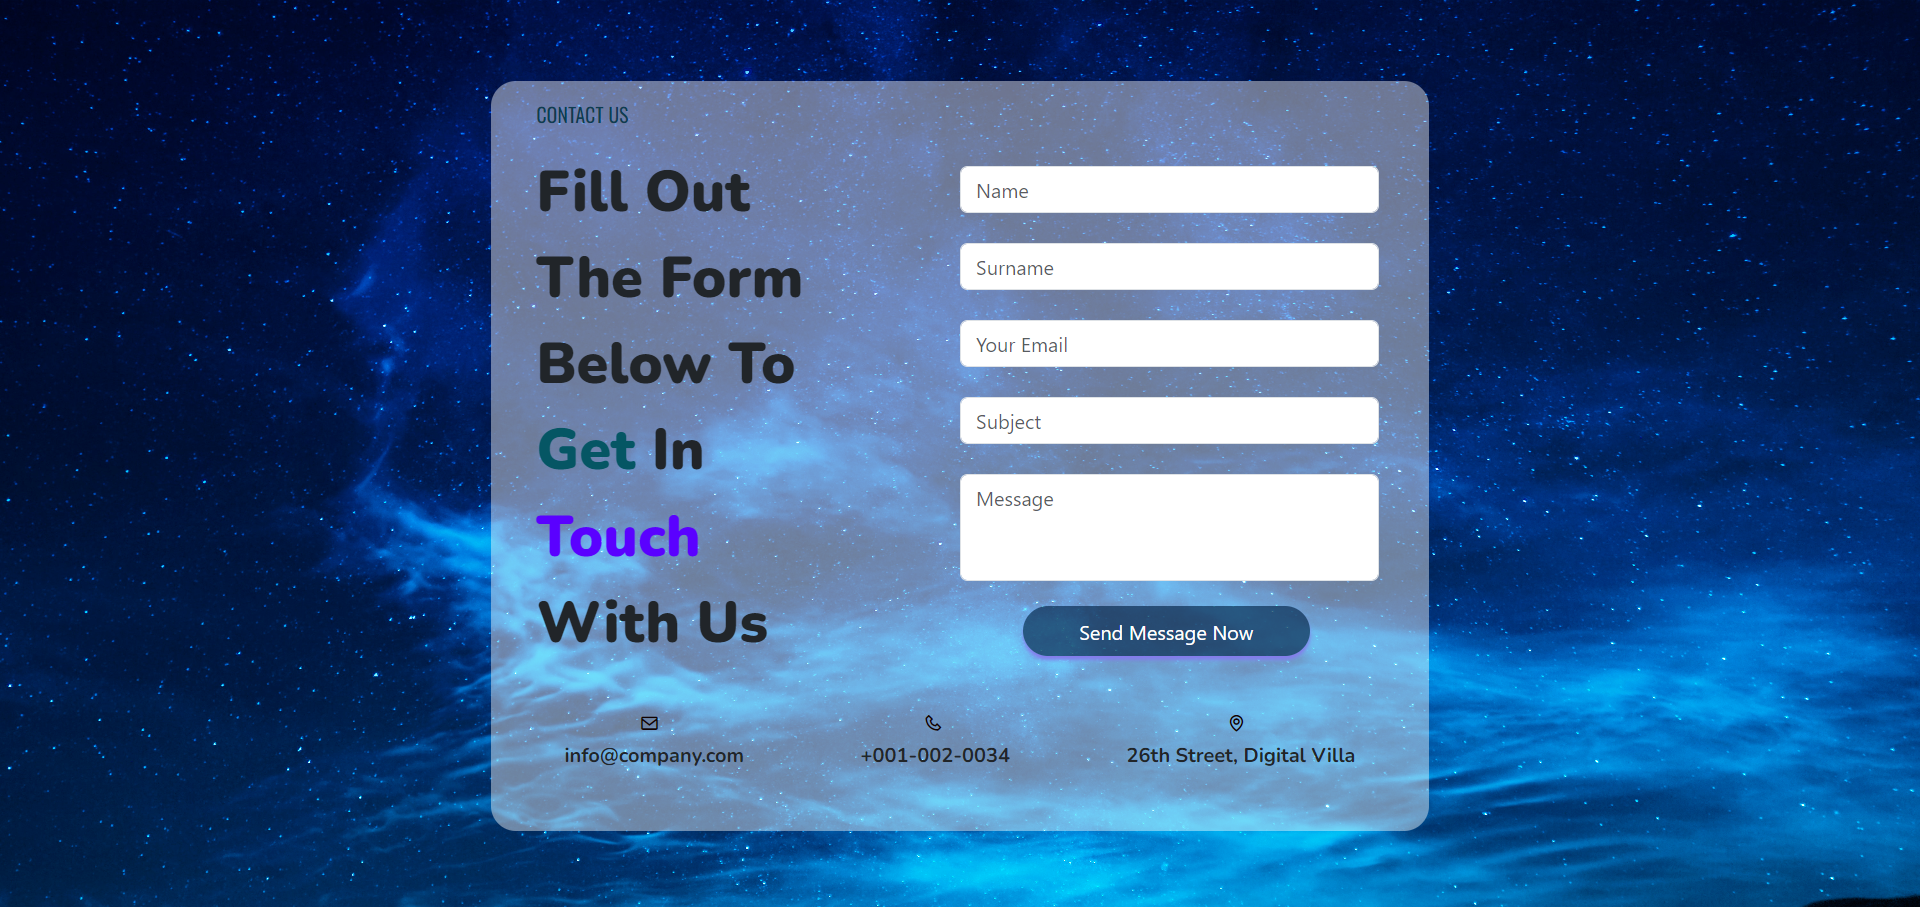 CONTACT US
Fill Out
The Form
Below To
Get In
Touch
With Us
Name
Surname
Your Email
Subject
Message
Send Message Now
info@company.com
+001-002-0034
26th Street, Digital Villa